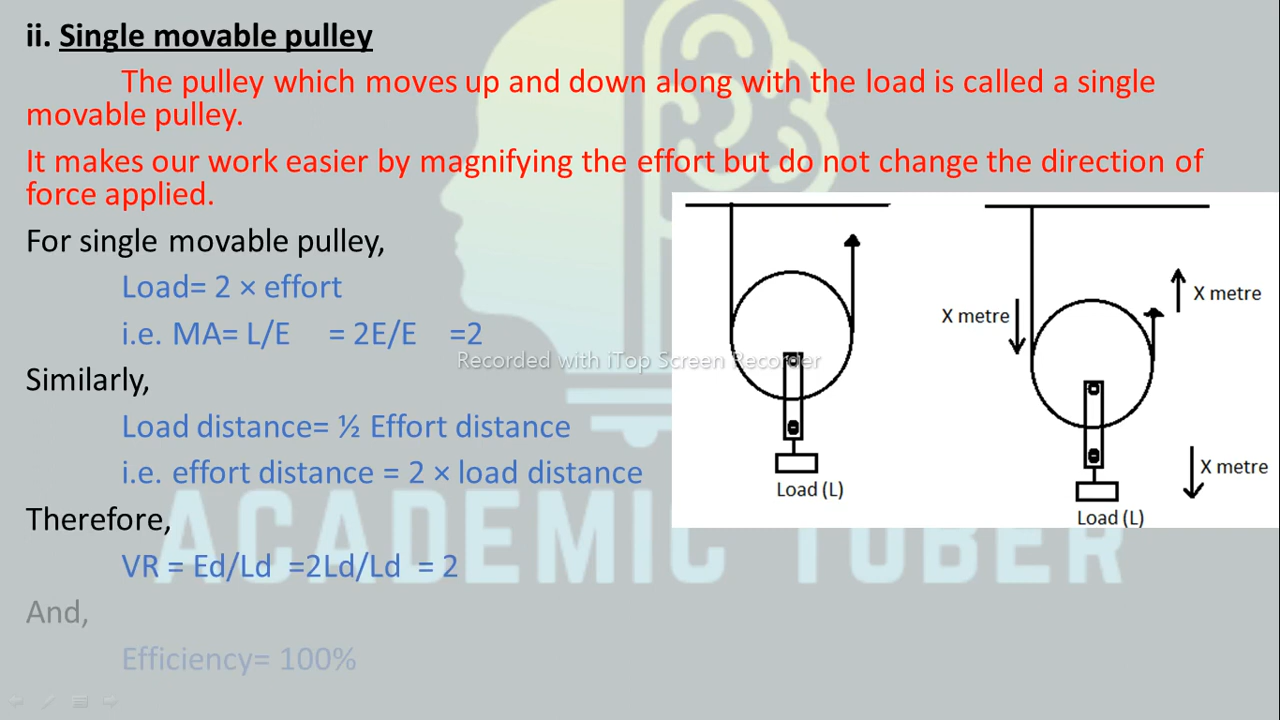 ii. Single movable pulley
The pulley which moves up and down along with the load is called a single
movable pulley.
It makes our work easier by magnifying the effort but do not change the direction of
force applied.
For single movable pulley,
Load= 2 × effort
i.e. MA= L/E = 2E/E =2
Similarly,
Load distance= ½ Effort distance
i.e. effort distance = 2 × load distance
Therefore,
VR = Ed/Ld =2Ld/Ld = 2
And,
Efficiency= 100%
Recorded with iTop Screen Recorder
Load (L)
X metre
X metre
X metre
Load (L)
ACADEMIC TUBER